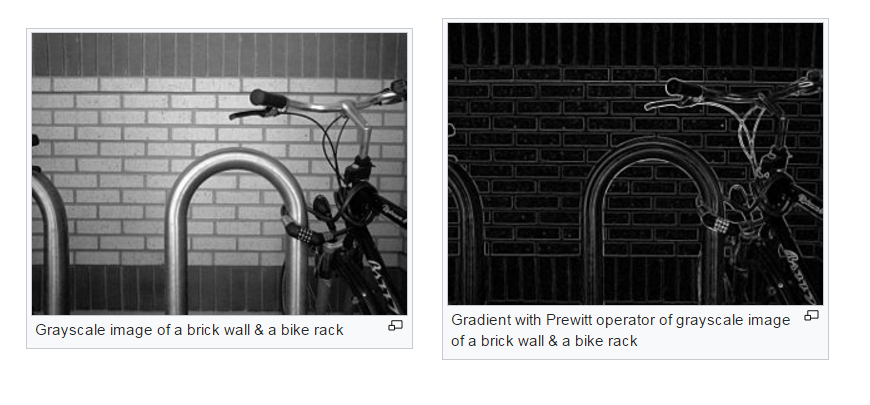 Grayscale image of a brick wall & a bike rack
Gradient with Prewitt operator of grayscale image
of a brick wall & a bike rack